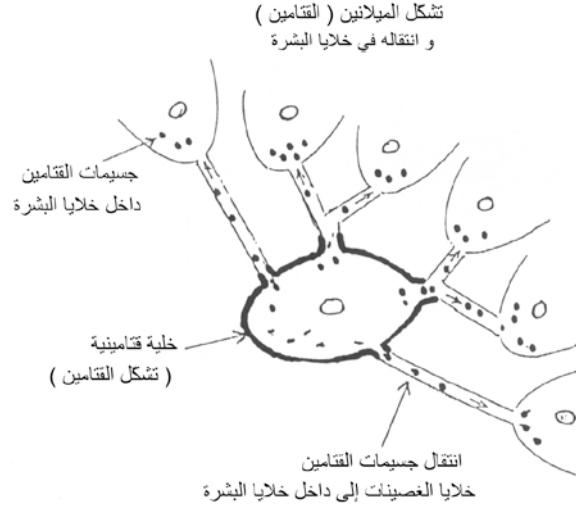 تشكل الميلانين ( القتامين )
و انتقاله في خلايا البشرة
جسيمات القتامين
داخل خلايا البشرة
خلية قتامينية
( تشكل القتامين )
انتقال جسيمات القتامين
خلايا الغصينات إلى داخل خلايا البشرة